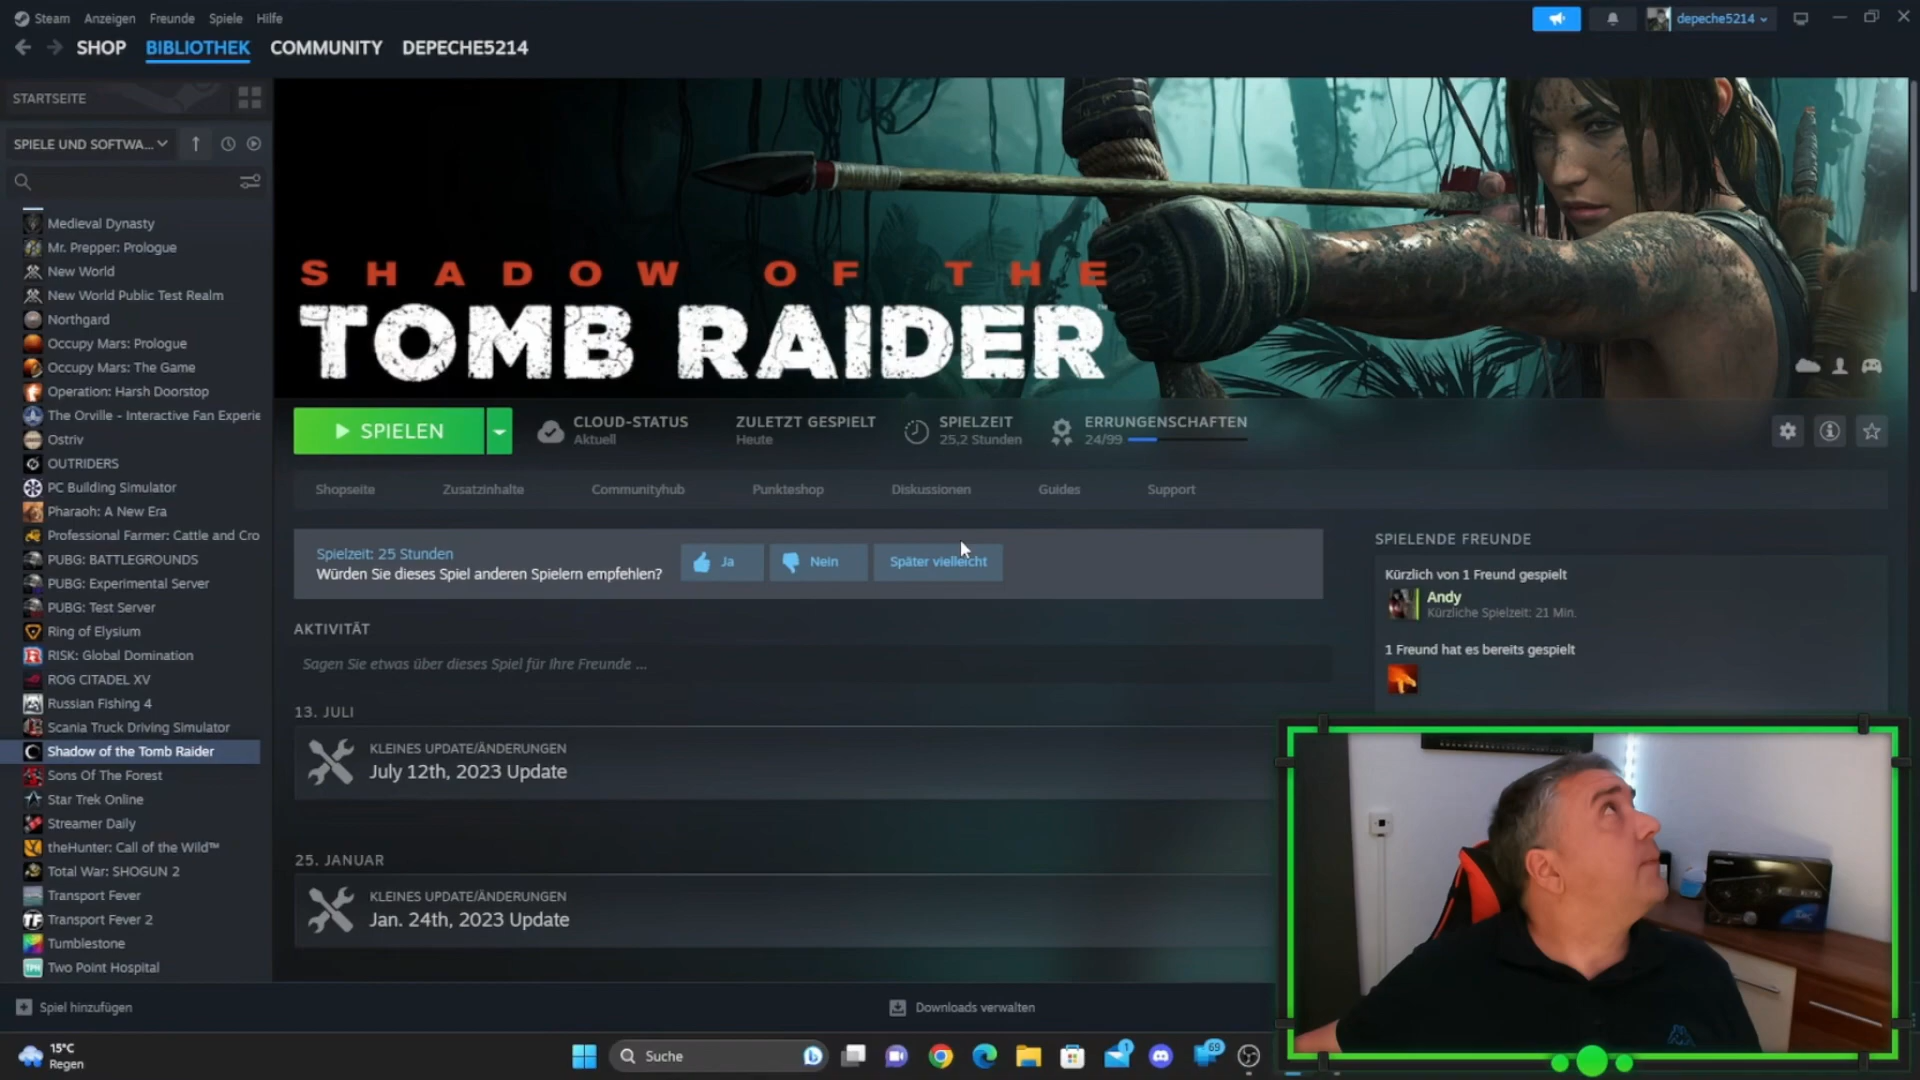 Steam Anzeigen Freunde Spiele Hilfe
depeche5214
SHOP BIBLIOTHEK COMMUNITY DEPECHE5214
STARTSEITE
SPIELE UND SOFTWA...
Medieval Dynasty
Mr. Prepper: Prologue
New World
New World Public Test Realm
Northgard
Occupy Mars: Prologue
Occupy Mars: The Game
Operation: Harsh Doorstop
The Orville - Interactive Fan Experie
Ostriv
OUTRIDERS
PC Building Simulator
Pharaoh: A New Era
Professional Farmer: Cattle and Cro
PUBG: BATTLEGROUNDS
PUBG: Experimental Server
PUBG: Test Server
Ring of Elysium
RISK: Global Domination
ROG CITADEL XV
Russian Fishing 4
Scania Truck Driving Simulator
Shadow of the Tomb Raider
Sons Of The Forest
Star Trek Online
Streamer Daily
theHunter: Call of the Wild™
Total War: SHOGUN 2
Transport Fever
Transport Fever 2
Tumblestone
Two Point Hospital
Spiel hinzufügen
SHADOW OF THE
TOMB RAIDER
SPIELEN
CLOUD-STATUS
Aktuell
ZULETZT GESPIELT
Heute
SPIELZEIT
25,2 Stunden
ERRUNGENSCHAFTEN
24/99
Shopseite Zusatzinhalte Communityhub Punkteshop Diskussionen Guides Support
Spielzeit: 25 Stunden
Würden Sie dieses Spiel anderen Spielern empfehlen?
Ja Nein Später vielleicht
AKTIVITÄT
Sagen Sie etwas über dieses Spiel für Ihre Freunde ...
13. JULI
KLEINES UPDATE/ÄNDERUNGEN
July 12th, 2023 Update
25. JANUAR
KLEINES UPDATE/ÄNDERUNGEN
Jan. 24th, 2023 Update
SPIELENDE FREUNDE
Kürzlich von 1 Freund gespielt
Andy
Kürzliche Spielzeit: 21 Min.
1 Freund hat es bereits gespielt
Downloads verwalten
15°C
Regen
Suche
1
69